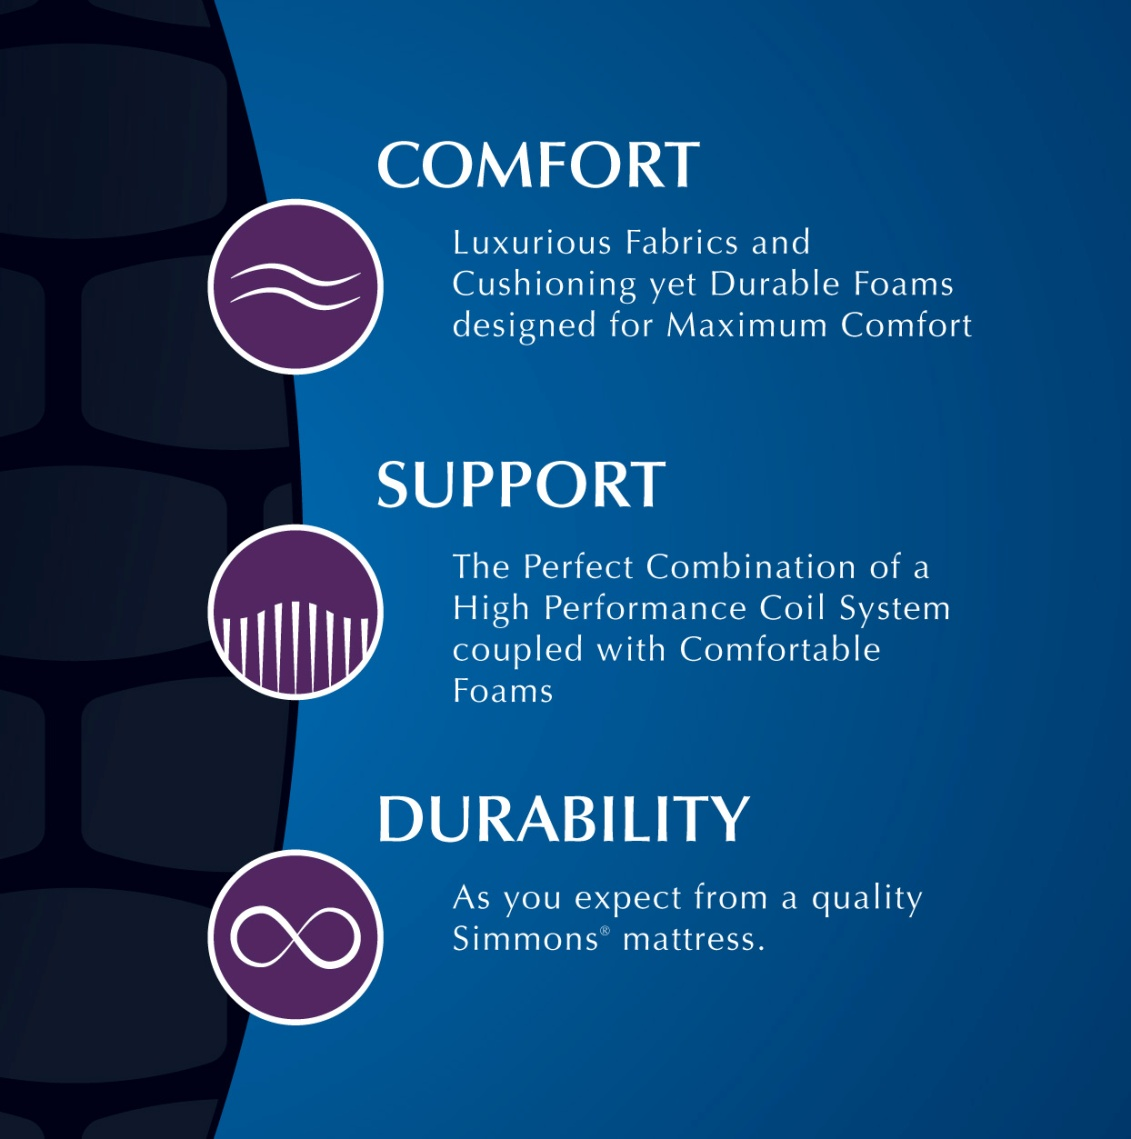 COMFORT
Luxurious Fabrics and
Cushioning yet Durable Foams
designed for Maximum Comfort
SUPPORT
The Perfect Combination of a
High Performance Coil System
coupled with Comfortable
Foams
DURABILITY
As you expect from a quality
Simmons® mattress.